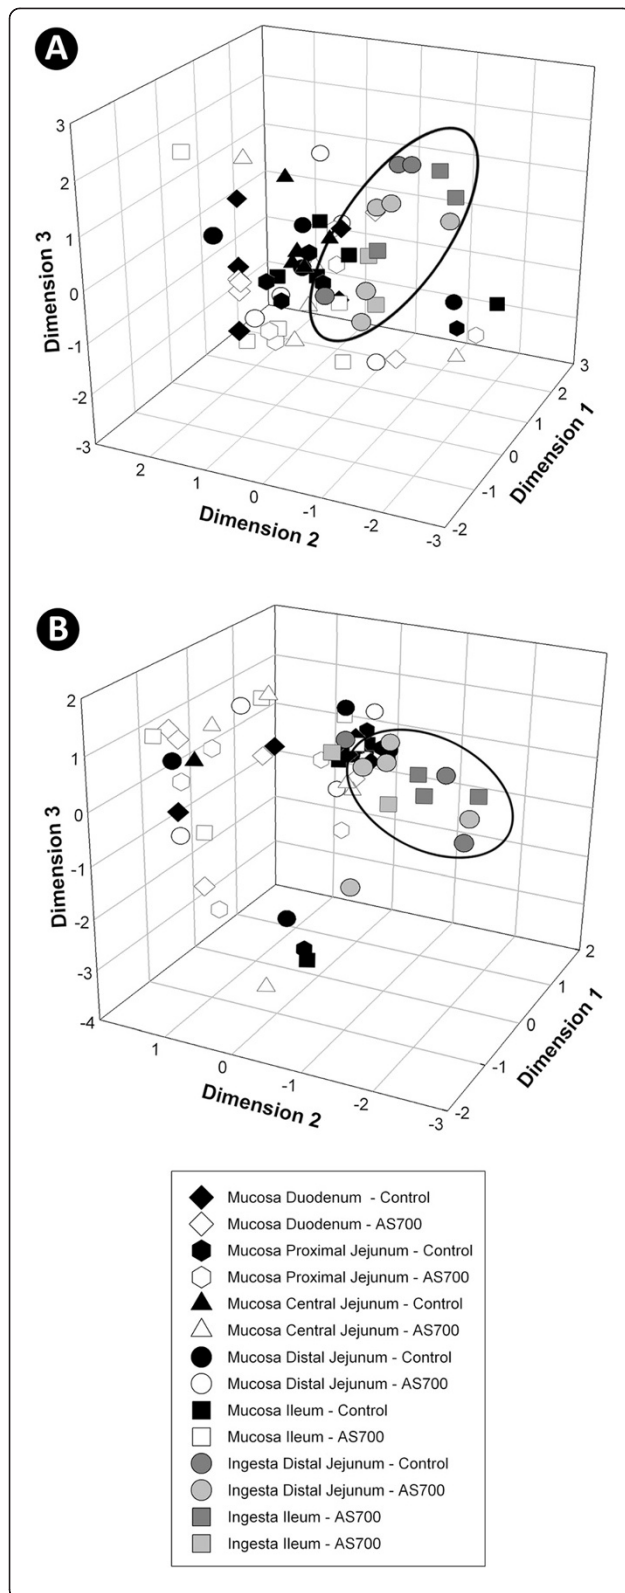 A
3
2
1
0
-1
-2
-3
Dimension 3
2
1
0
-1
-2
-3
Dimension 2
-2
-1
0
1
2
3
Dimension 1
B
2
1
0
-1
-2
-3
-4
Dimension 3
1
0
-1
-2
-3
Dimension 2
-2
-1
0
1
2
Dimension 1
Mucosa Duodenum - Control
Mucosa Duodenum - AS700
Mucosa Proximal Jejunum - Control
Mucosa Proximal Jejunum - AS700
Mucosa Central Jejunum - Control
Mucosa Central Jejunum - AS700
Mucosa Distal Jejunum - Control
Mucosa Distal Jejunum - AS700
Mucosa Ileum - Control
Mucosa Ileum - AS700
Ingesta Distal Jejunum - Control
Ingesta Distal Jejunum - AS700
Ingesta Ileum - AS700
Ingesta Ileum - AS700